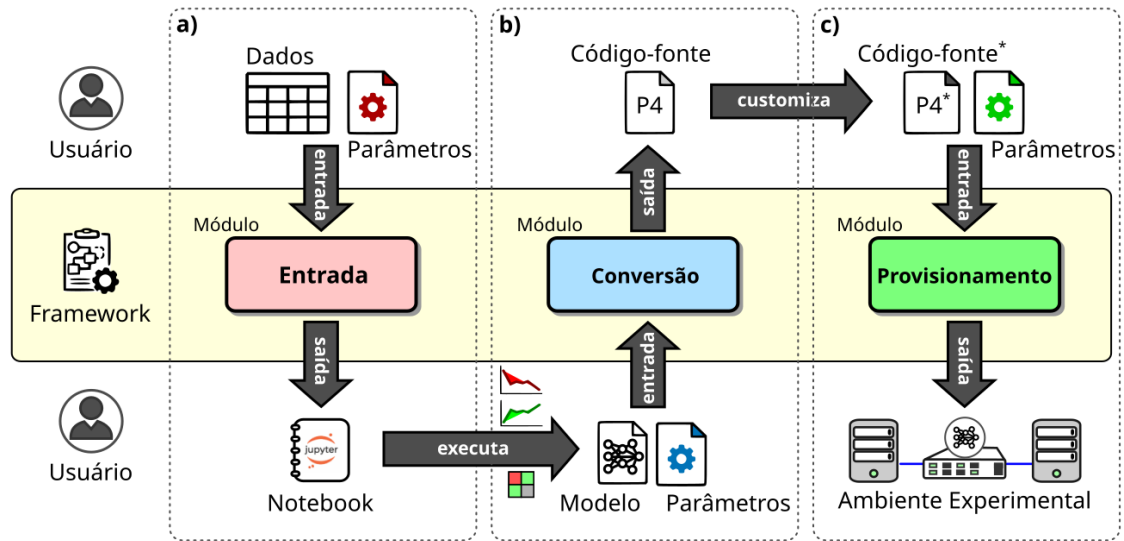 a)
Dados
Usuário
Parâmetros
entrada
Módulo
Entrada
Framework
saída
jupyter
Usuário
Notebook
executa
b)
Código-fonte
P4
customiza
saída
Módulo
Conversão
entrada
Modelo
Parâmetros
c)
Código-fonte*
P4*
Parâmetros
entrada
Módulo
Provisionamento
saída
Ambiente Experimental